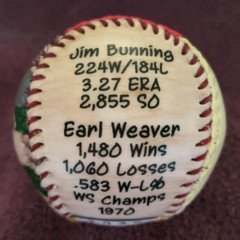 Jim Bunning
224W/184L
3.27 ERA
2,855 SO
Earl Weaver
1,480 Wins
1,060 Losses
.583 W-L%
WS Champs
1970